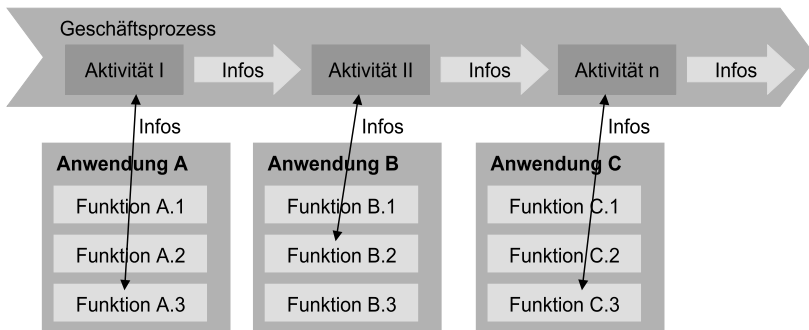 Geschäftsprozess
Aktivität I
Infos
Aktivität II
Infos
Aktivität n
Infos
Infos
Infos
Infos
Anwendung A
Anwendung B
Anwendung C
Funktion A.1
Funktion B.1
Funktion C.1
Funktion A.2
Funktion B.2
Funktion C.2
Funktion A.3
Funktion B.3
Funktion C.3